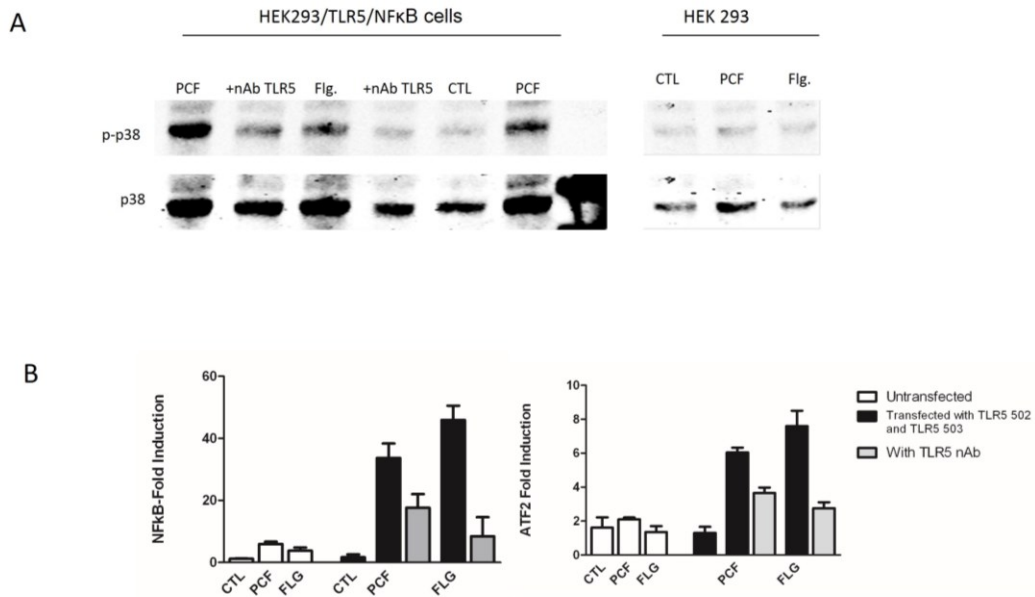 A
HEK293/TLR5/NFκB cells
HEK 293
PCF +nAb TLR5 Flg. +nAb TLR5 CTL PCF
CTL PCF Flg.
p-p38
p38
B
NFkB-Fold Induction
60
40
20
0
CTL PCF FLG CTL PCF FLG
ATF2 Fold Induction
10
8
6
4
2
0
CTL PCF FLG PCF FLG
Untransfected
Transfected with TLR5 502
and TLR5 503
With TLR5 nAb